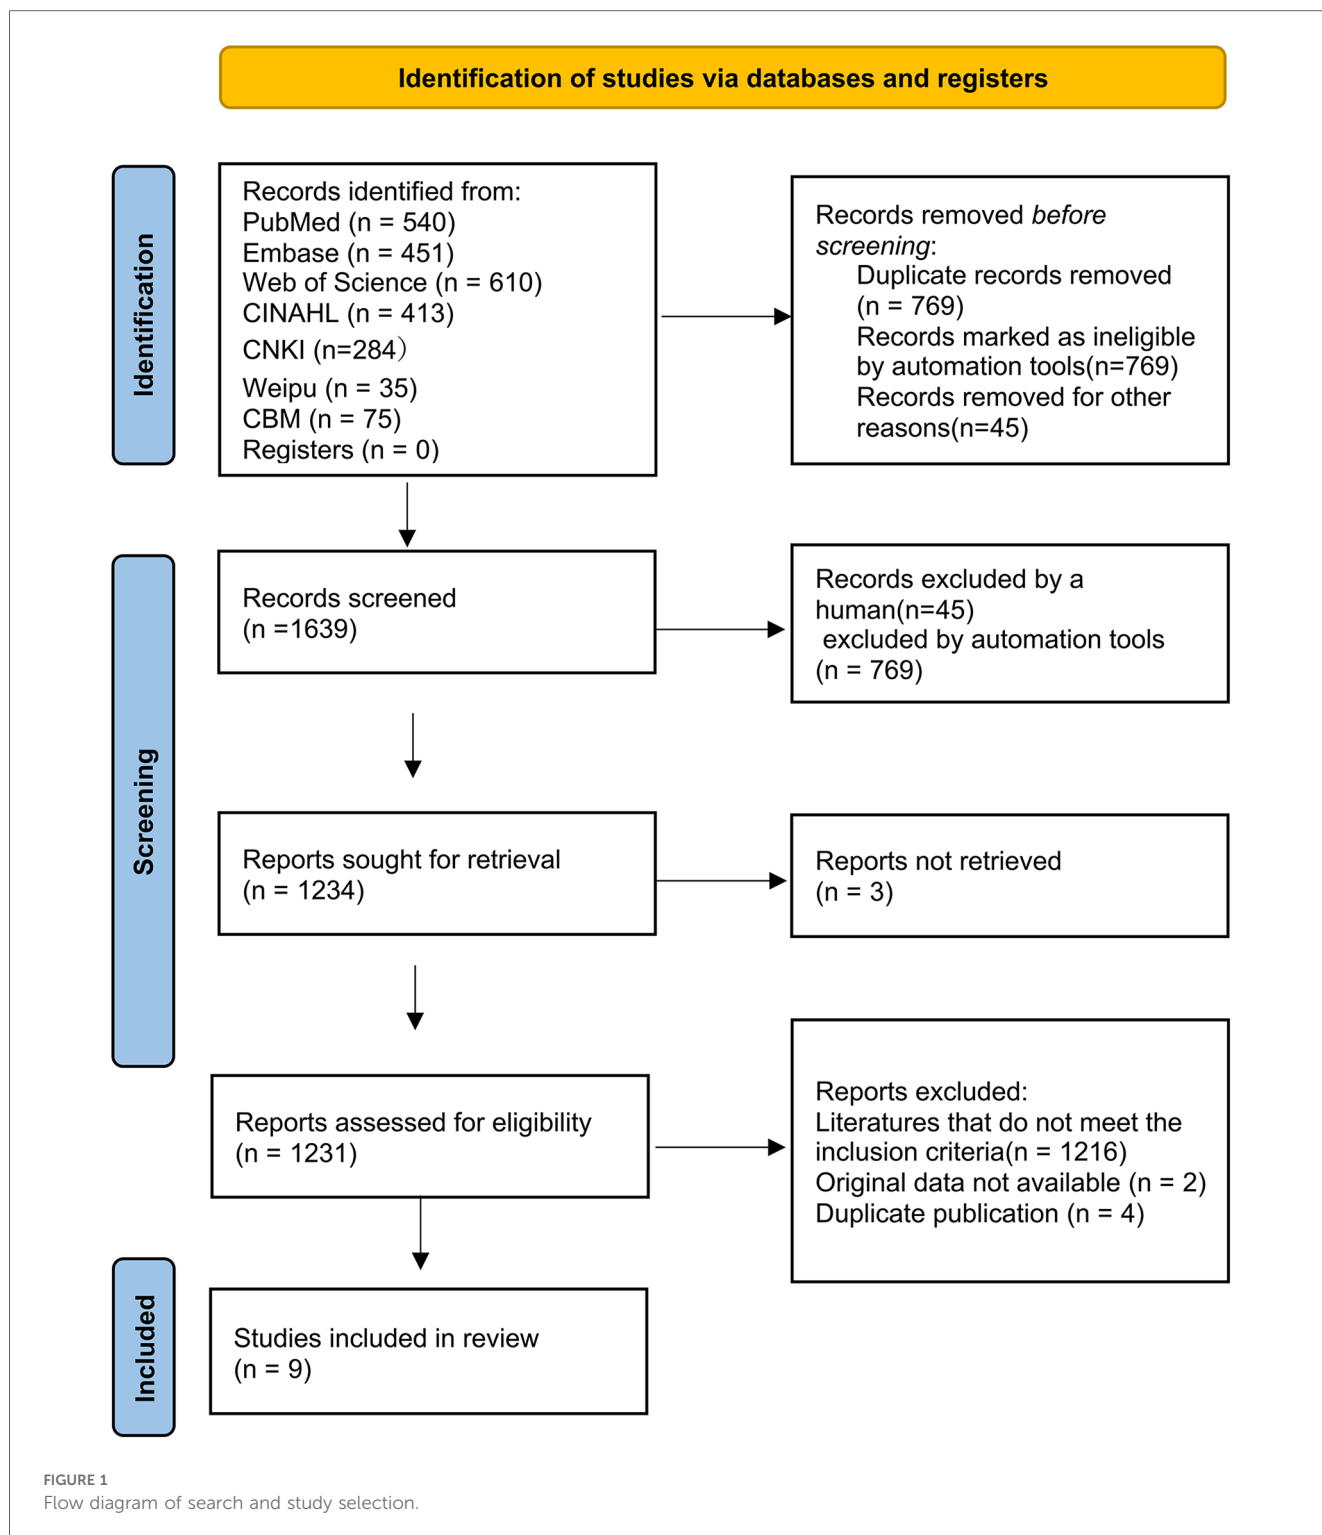 Identification of studies via databases and registers
Identification
Records identified from:
PubMed (n = 540)
Embase (n = 451)
Web of Science (n = 610)
CINAHL (n = 413)
CNKI (n=284）
Weipu (n = 35)
CBM (n = 75)
Registers (n = 0)
Records removed before
screening:
Duplicate records removed
(n = 769)
Records marked as ineligible
by automation tools(n=769)
Records removed for other
reasons(n=45)
Screening
Records screened
(n =1639)
Records excluded by a
human(n=45)
excluded by automation tools
(n = 769)
Reports sought for retrieval
(n = 1234)
Reports not retrieved
(n = 3)
Reports assessed for eligibility
(n = 1231)
Reports excluded:
Literatures that do not meet the
inclusion criteria(n = 1216)
Original data not available (n = 2)
Duplicate publication (n = 4)
Included
Studies included in review
(n = 9)
FIGURE 1
Flow diagram of search and study selection.